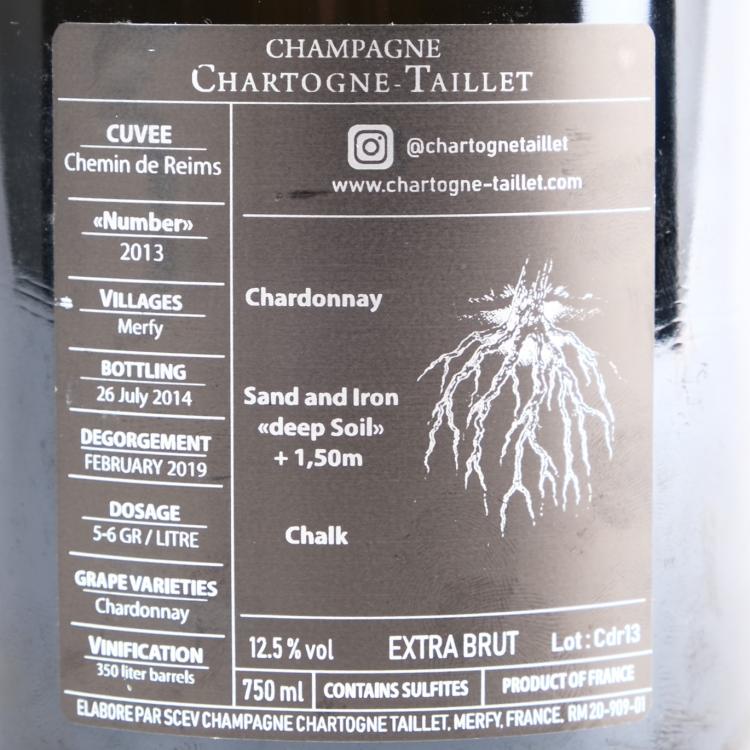 CHAMPAGNE
CHARTOGNE-TAILLET
CUVEE
Chemin de Reims
«Number»
2013
VILLAGES
Merfy
BOTTLING
26 July 2014
DEGORGEMENT
FEBRUARY 2019
DOSAGE
5-6 GR / LITRE
GRAPE VARIETIES
Chardonnay
VINIFICATION
350 liter barrels
@chartognetaillet
www.chartogne-taillet.com
Chardonnay
Sand and Iron
«deep Soil»
+ 1,50m
Chalk
12.5 % vol EXTRA BRUT Lot : Cdr13
750 ml CONTAINS SULFITES PRODUCT OF FRANCE
ELABORE PAR SCEV CHAMPAGNE CHARTOGNE TAILLET, MERFY, FRANCE. RM 20-909-01